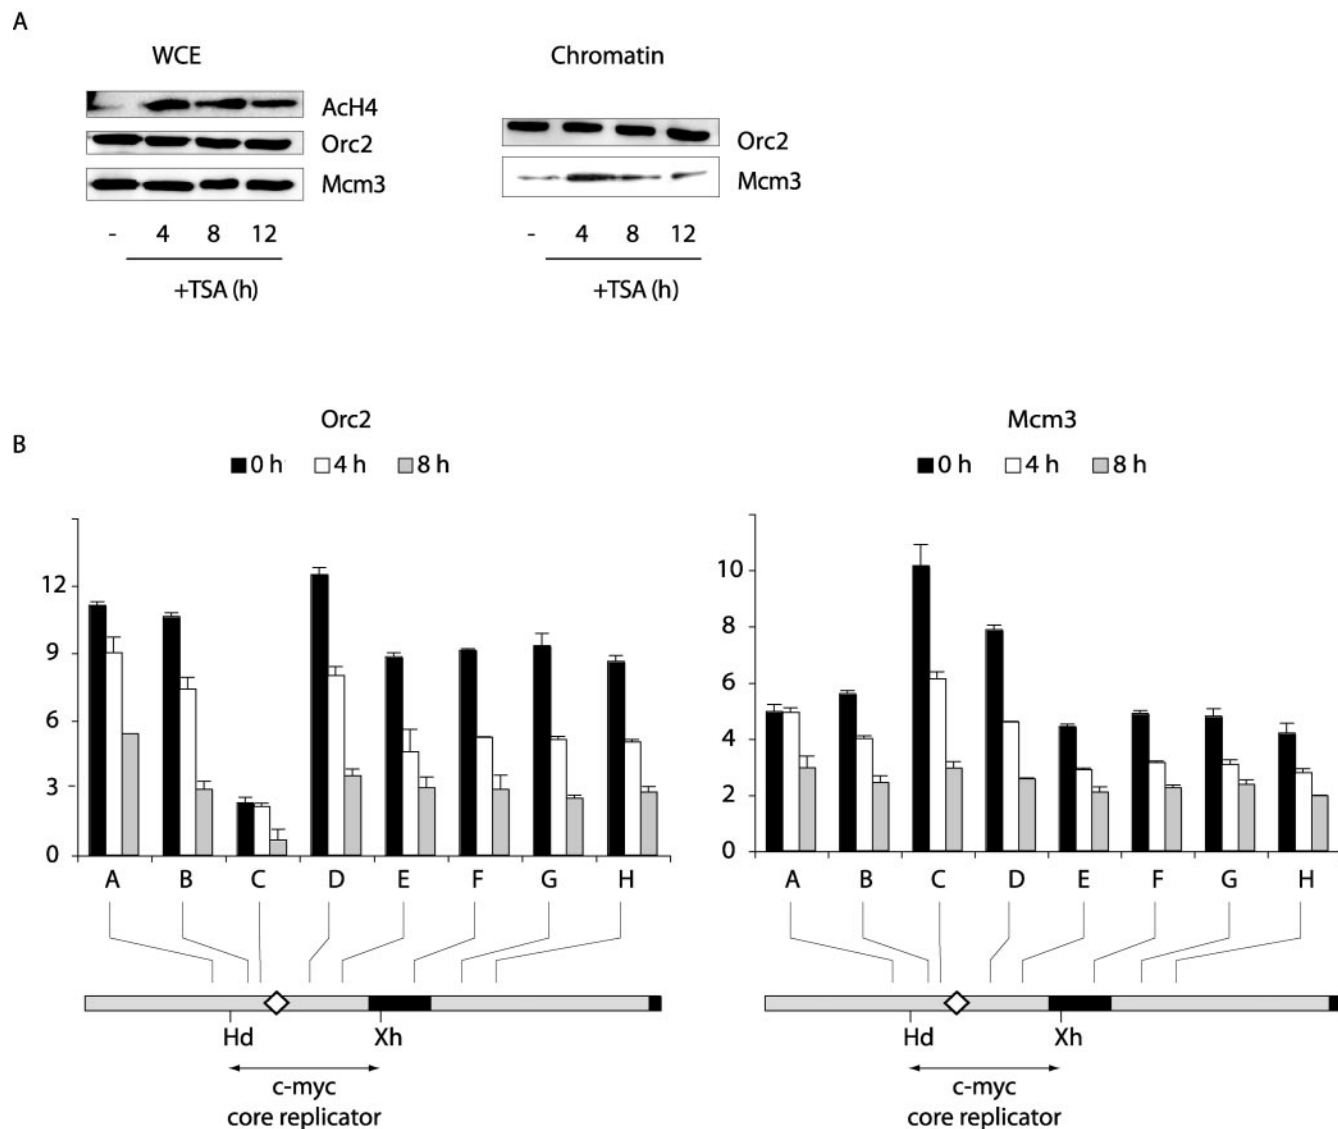 A
WCE
Chromatin
AcH4
Orc2
Mcm3
Orc2
Mcm3
- 4 8 12
+TSA (h)
- 4 8 12
+TSA (h)
B
Orc2
0 h 4 h 8 h
12
9
6
3
0
A B C D E F G H
Hd Xh
c-myc
core replicator
Mcm3
0 h 4 h 8 h
10
8
6
4
2
0
A B C D E F G H
Hd Xh
c-myc
core replicator